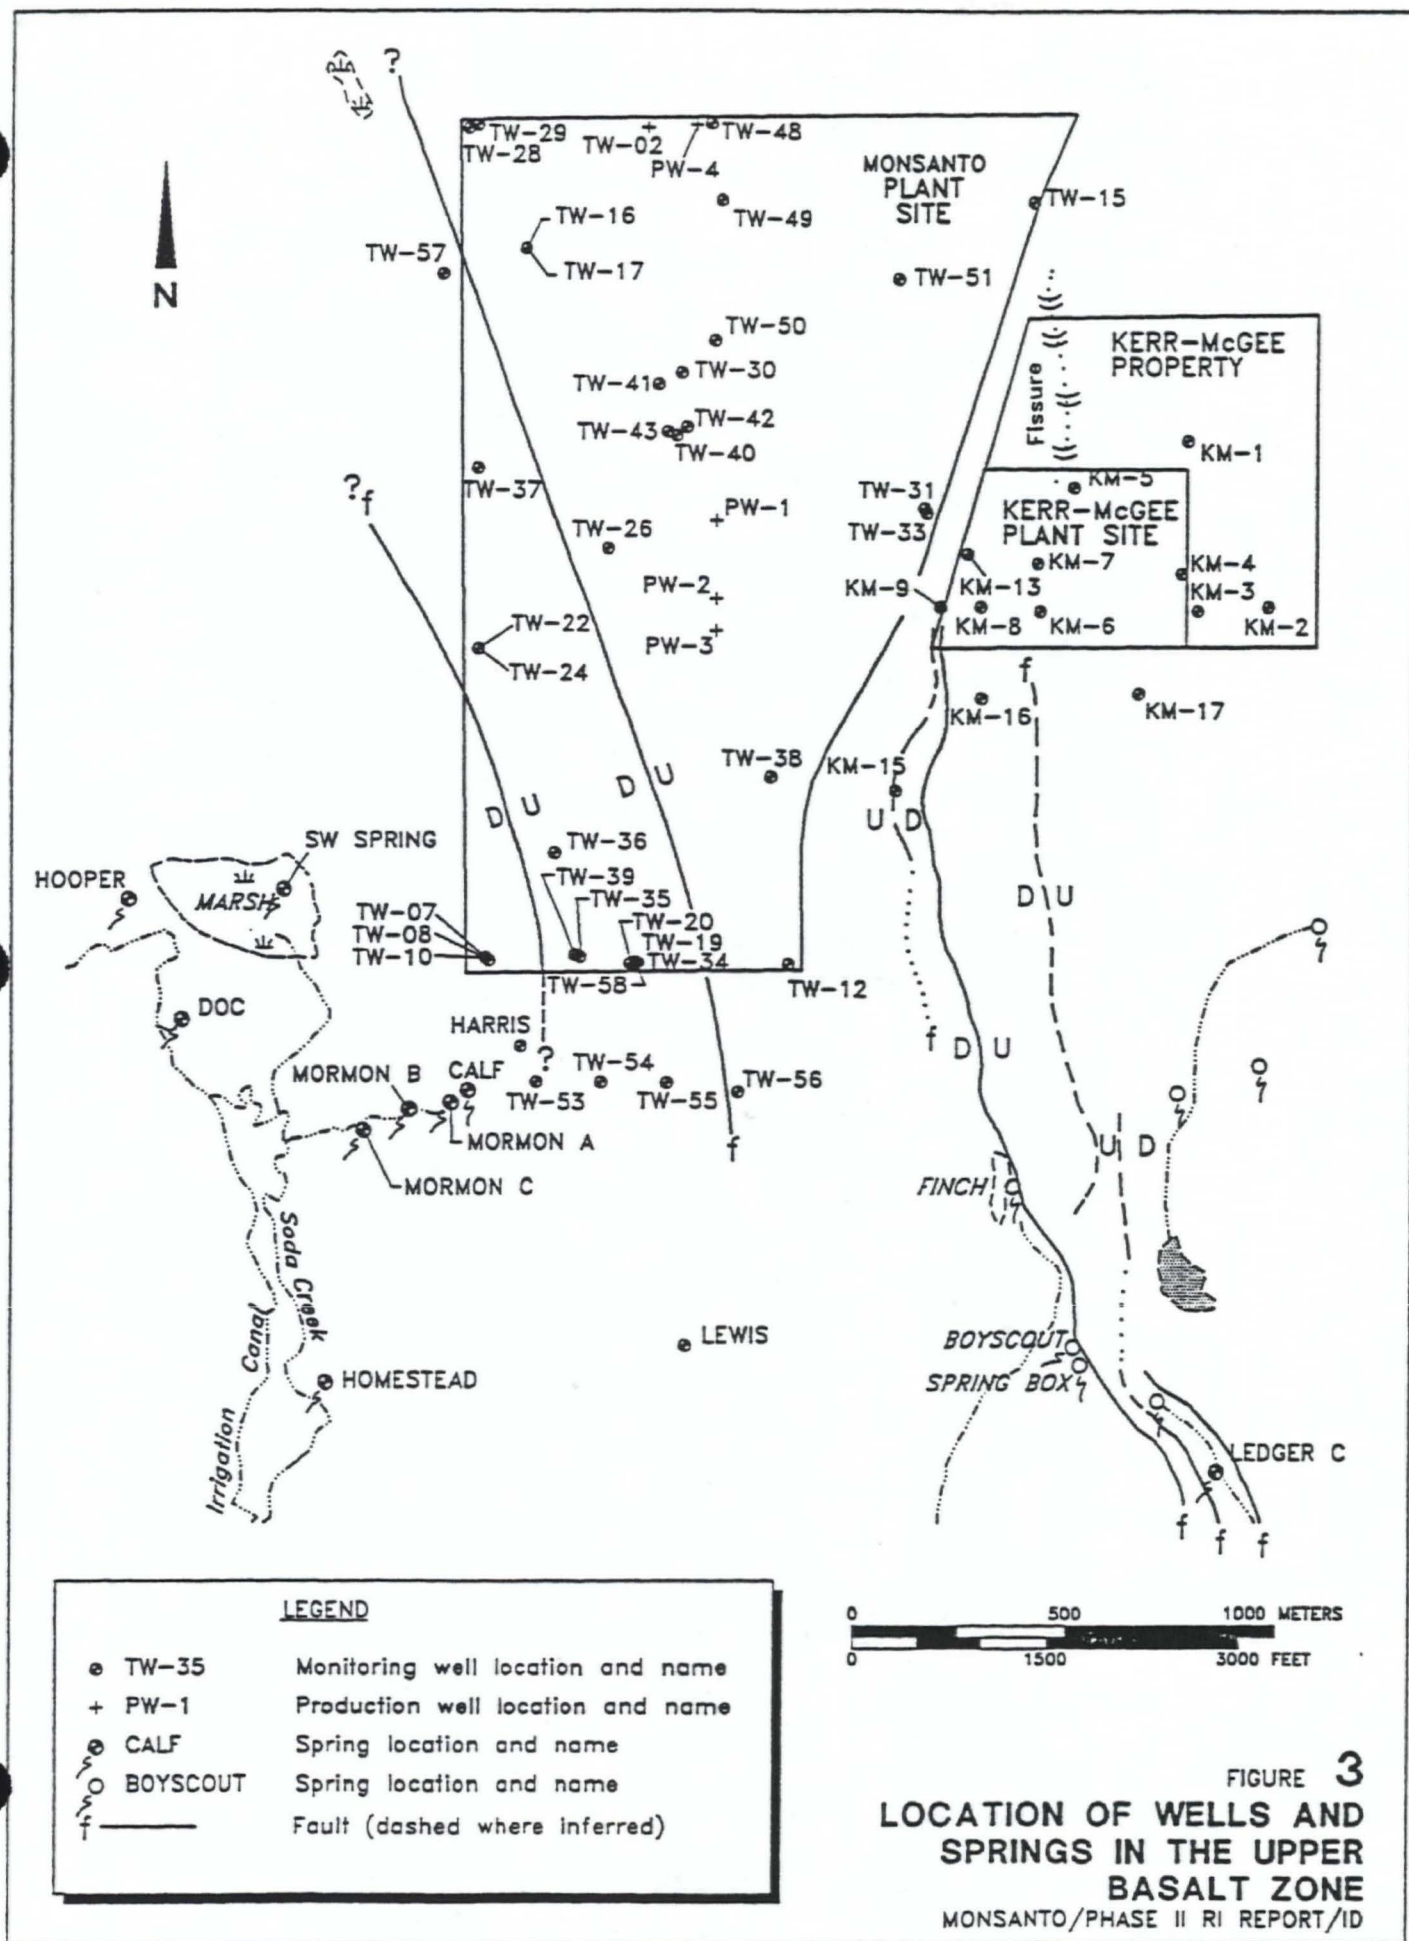 ?
TW-29
TW-28
TW-02
PW-4
TW-48
MONSANTO
PLANT
SITE
TW-49
TW-15
TW-16
TW-17
TW-57
N
TW-51
TW-50
TW-30
TW-41
TW-42
TW-43
TW-40
Fissure
KERR-McGEE
PROPERTY
KM-1
KM-5
TW-37
? f
TW-26
PW-1
TW-31
TW-33
KERR-McGEE
PLANT SITE
KM-7
KM-4
KM-3
KM-13
KM-9
KM-8
KM-6
KM-2
PW-2
PW-3
TW-22
TW-24
f
KM-16
KM-17
TW-38
KM-15
D U
D U
U D
TW-36
TW-39
TW-35
TW-20
TW-19
TW-34
TW-58
TW-12
SW SPRING
HOOPER
MARSH
TW-07
TW-08
TW-10
D U
DOC
HARRIS
?
f
D U
MORMON B
CALF
TW-54
TW-56
TW-53
TW-55
MORMON A
MORMON C
f
U D
FINCH
Soda Creek
Irrigation Canal
HOMESTEAD
LEWIS
BOYSCOUT
SPRING BOX
LEDGER C
f f f
LEGEND
TW-35 Monitoring well location and name
+ PW-1 Production well location and name
CALF Spring location and name
BOYSCOUT Spring location and name
f Fault (dashed where inferred)
0 500 1000 METERS
0 1500 3000 FEET
FIGURE 3
LOCATION OF WELLS AND
SPRINGS IN THE UPPER
BASALT ZONE
MONSANTO/PHASE II RI REPORT/ID